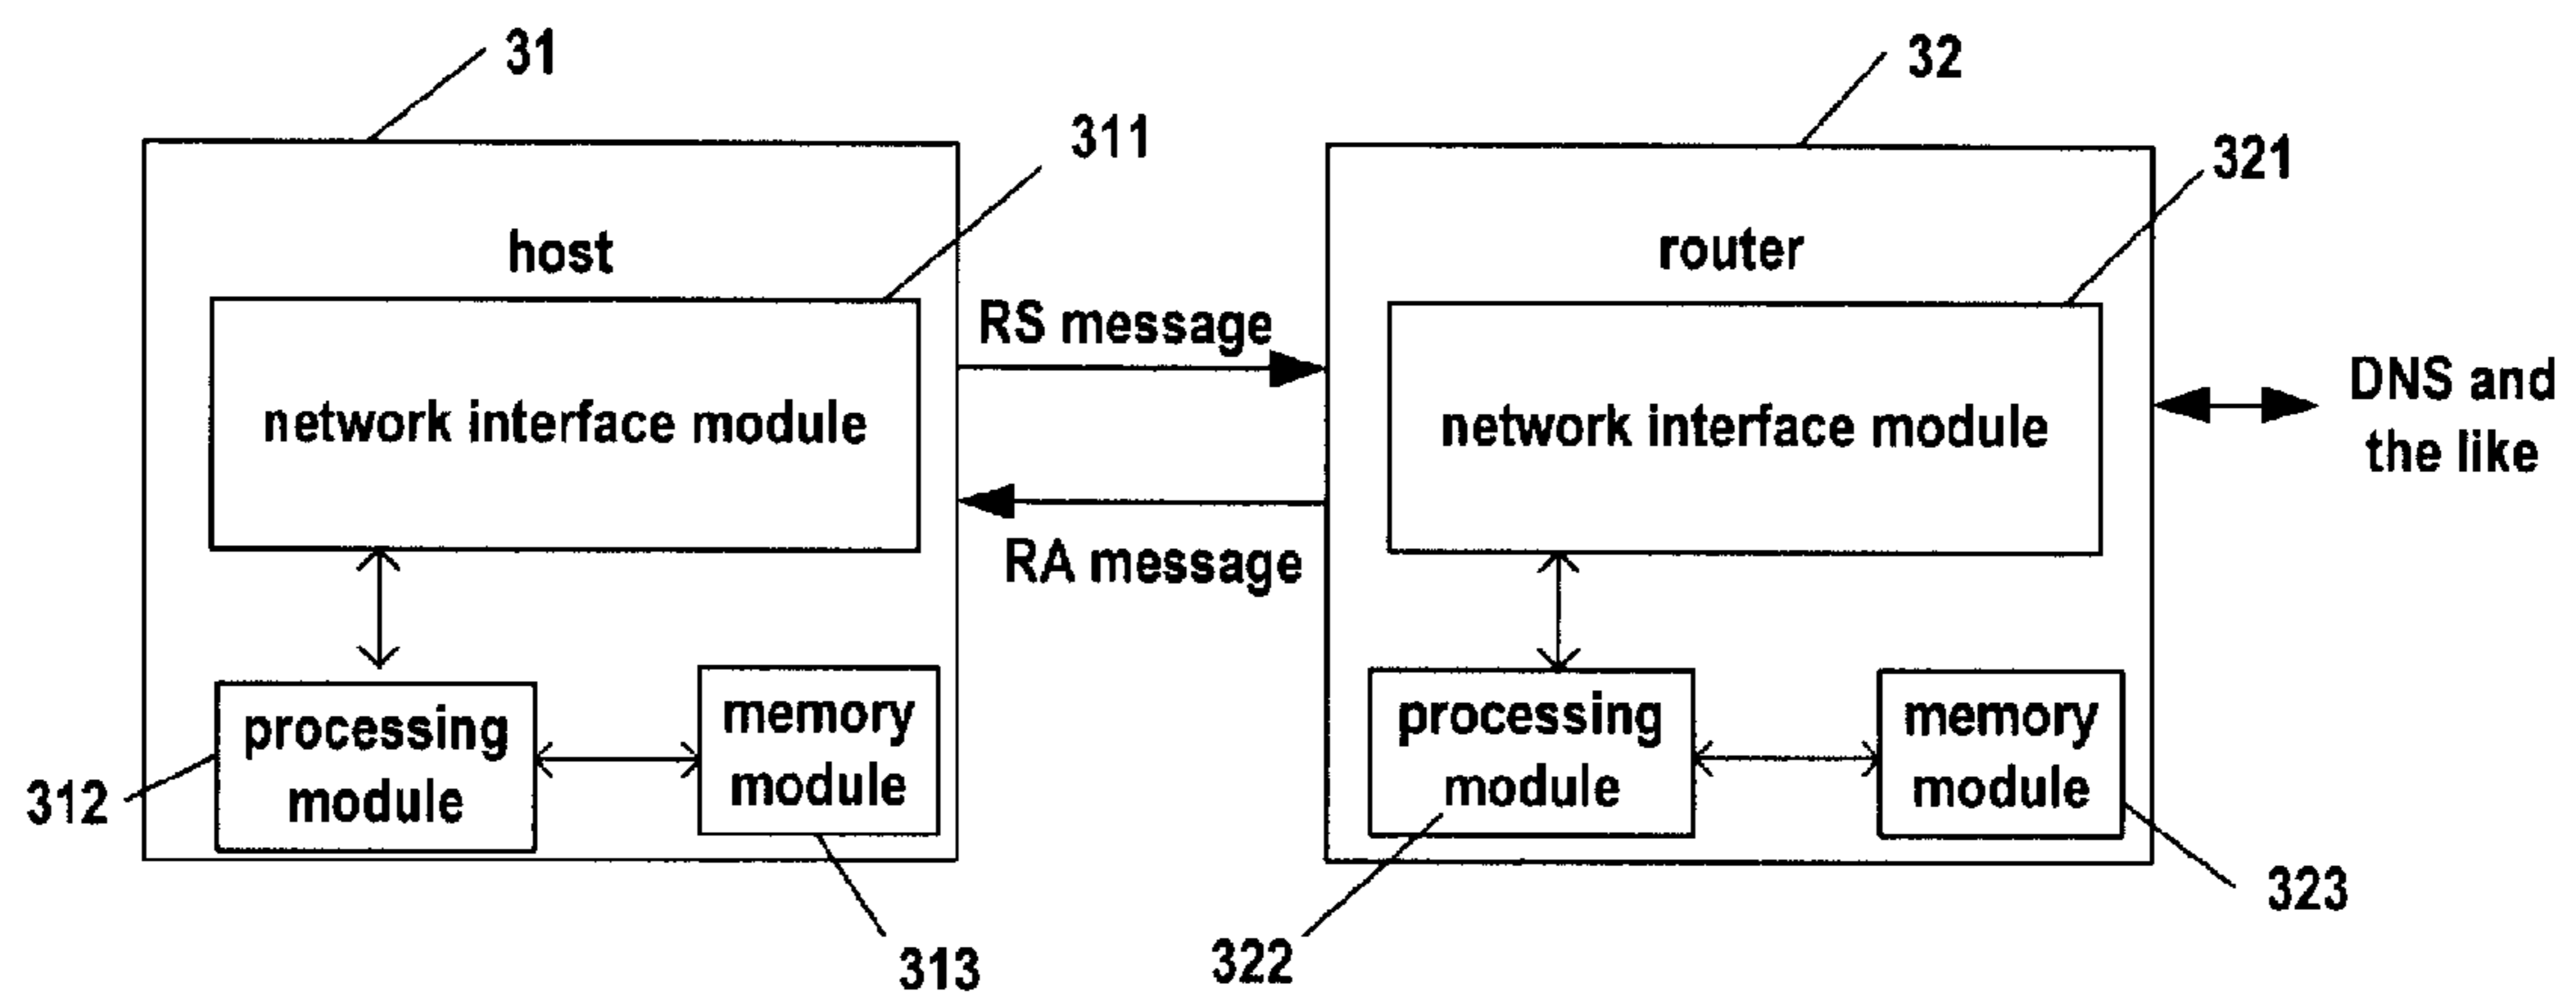 31
32
311
321
host
router
RS message
network interface module
network interface module
DNS and
the like
RA message
processing
module
memory
module
processing
module
memory
module
312
313
322
323